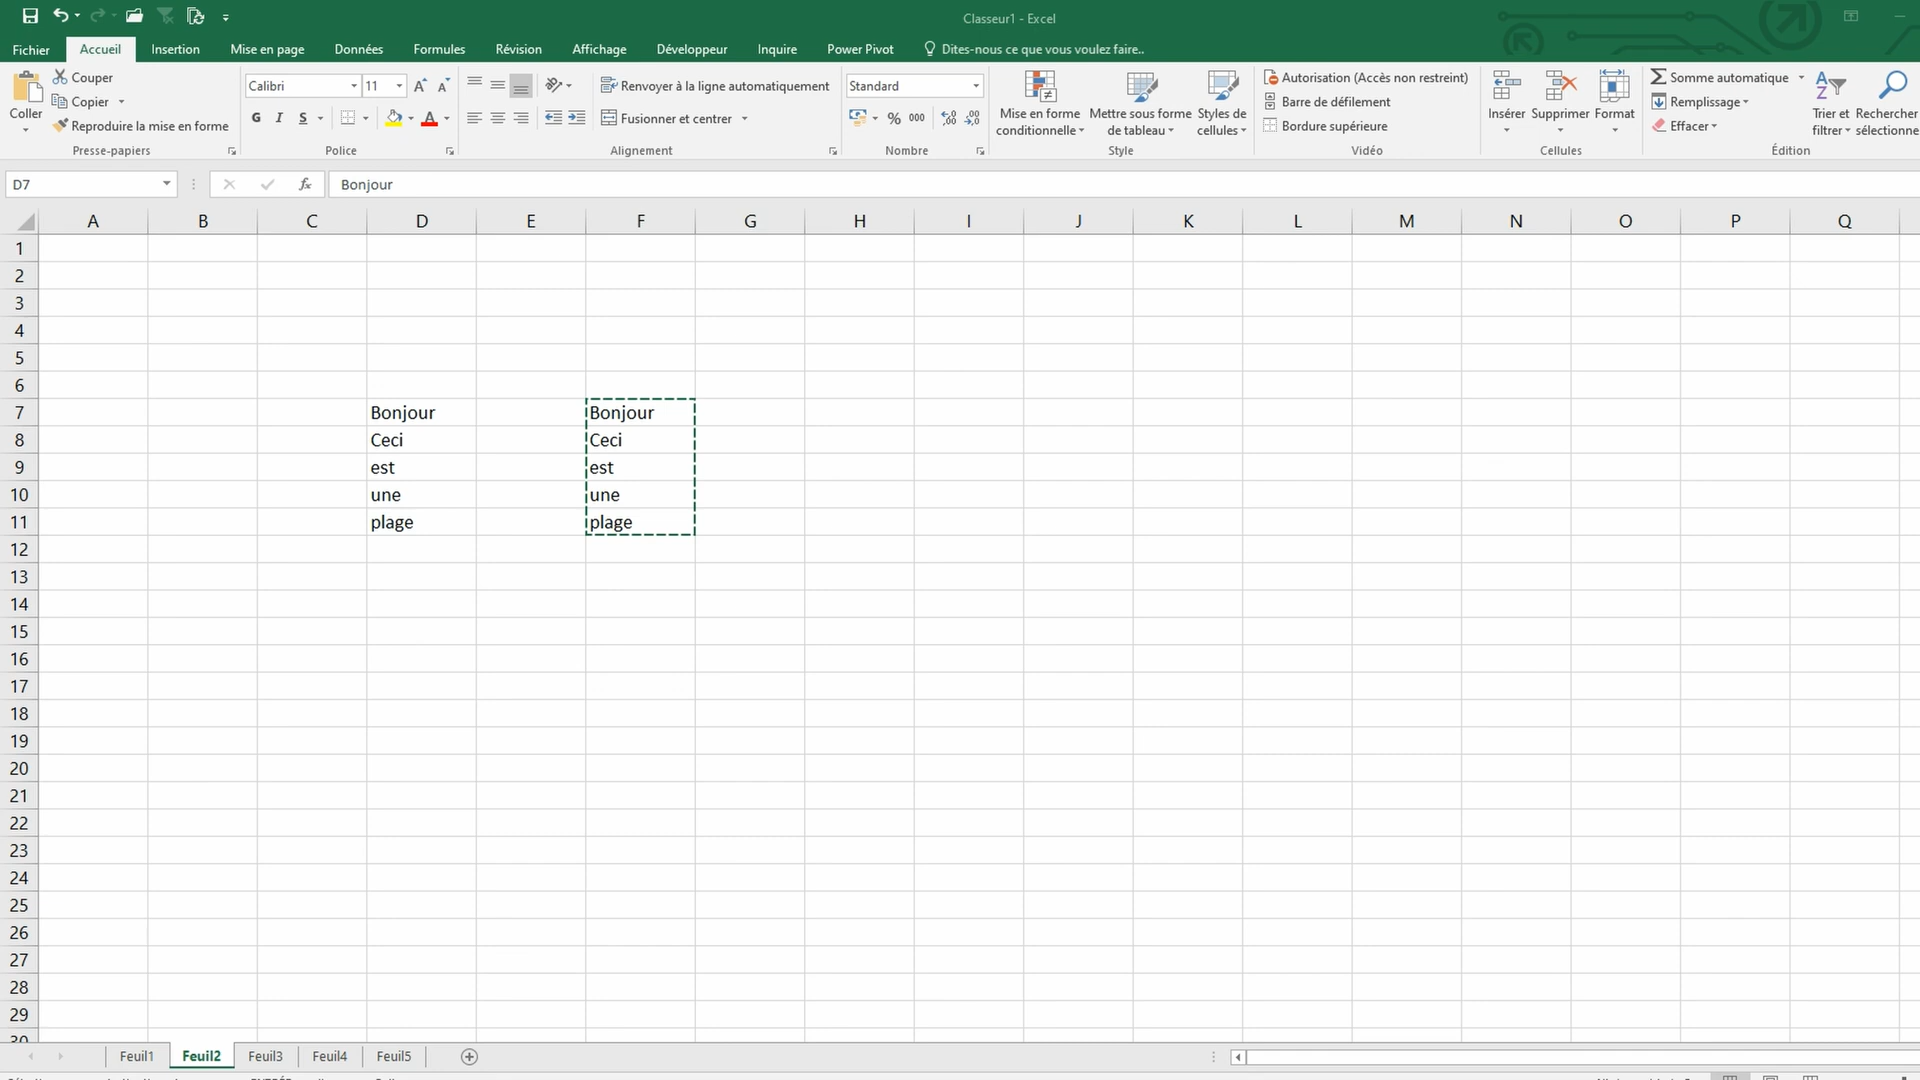 Classeur1 - Excel
Fichier Accueil Insertion Mise en page Données Formules Révision Affichage Développeur Inquire Power Pivot Dites-nous ce que vous voulez faire..
Coller
Couper
Copier
Reproduire la mise en forme
Presse-papiers
Calibri 11
G I S
Police
Renvoyer à la ligne automatiquement
Fusionner et centrer
Alignement
Standard
% 000
Nombre
Mise en forme conditionnelle
Mettre sous forme de tableau
Styles de cellules
Style
Autorisation (Accès non restreint)
Barre de défilement
Bordure supérieure
Vidéo
Insérer Supprimer Format
Cellules
Somme automatique
Remplissage
Effacer
Trier et filtrer
Rechercher
Édition
D7 fx Bonjour
A B C D E F G H I J K L M N O P Q
1
2
3
4
5
6
7 Bonjour Bonjour
8 Ceci Ceci
9 est est
10 une une
11 plage plage
12
13
14
15
16
17
18
19
20
21
22
23
24
25
26
27
28
29
30
Feuil1 Feuil2 Feuil3 Feuil4 Feuil5